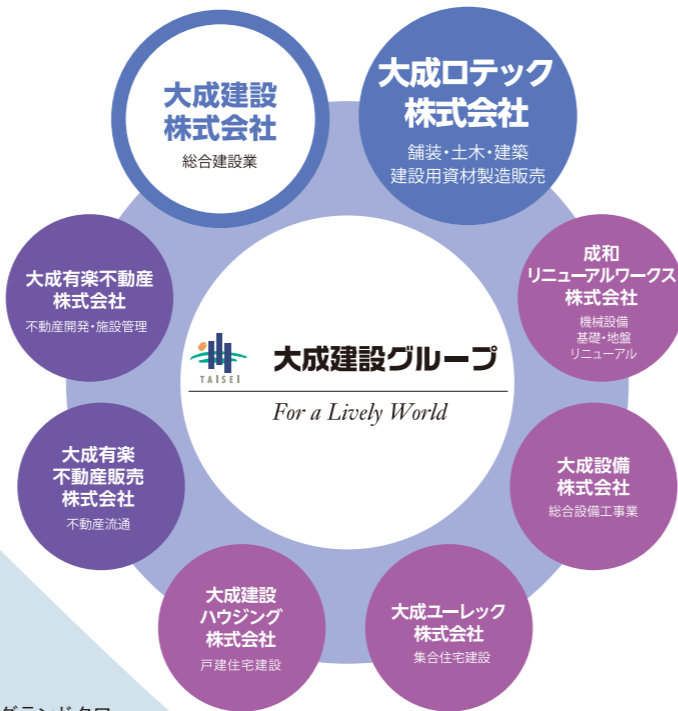 大成建設
株式会社
総合建設業
大成ロテック
株式会社
舗装・土木・建築
建設用資材製造販売
成和
リニューアルワークス
株式会社
機械設備
基礎・地盤
リニューアル
大成設備
株式会社
総合設備工事業
大成ユーレック
株式会社
集合住宅建設
大成建設
ハウジング
株式会社
戸建住宅建設
大成有楽
不動産販売
株式会社
不動産流通
大成有楽不動産
株式会社
不動産開発・施設管理
TAISEI
大成建設グループ
For a Lively World